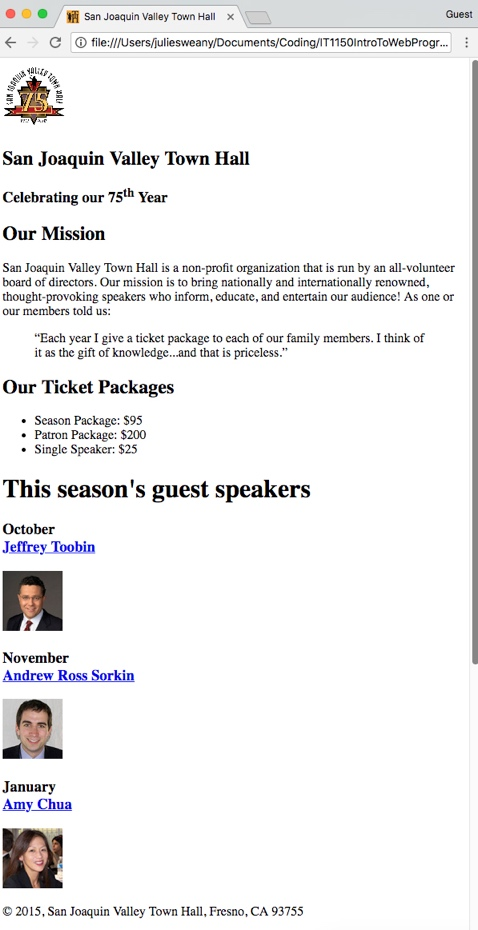 San Joaquin Valley Town Hall
Guest
file:///Users/juliesweany/Documents/Coding/IT1150IntroToWebProgr...
SAN JOAQUIN VALLEY TOWN HALL
75
San Joaquin Valley Town Hall
Celebrating our 75th Year
Our Mission
San Joaquin Valley Town Hall is a non-profit organization that is run by an all-volunteer
board of directors. Our mission is to bring nationally and internationally renowned,
thought-provoking speakers who inform, educate, and entertain our audience! As one or
our members told us:
“Each year I give a ticket package to each of our family members. I think of
it as the gift of knowledge...and that is priceless.”
Our Ticket Packages
• Season Package: $95
• Patron Package: $200
• Single Speaker: $25
This season's guest speakers
October
Jeffrey Toobin
November
Andrew Ross Sorkin
January
Amy Chua
© 2015, San Joaquin Valley Town Hall, Fresno, CA 93755